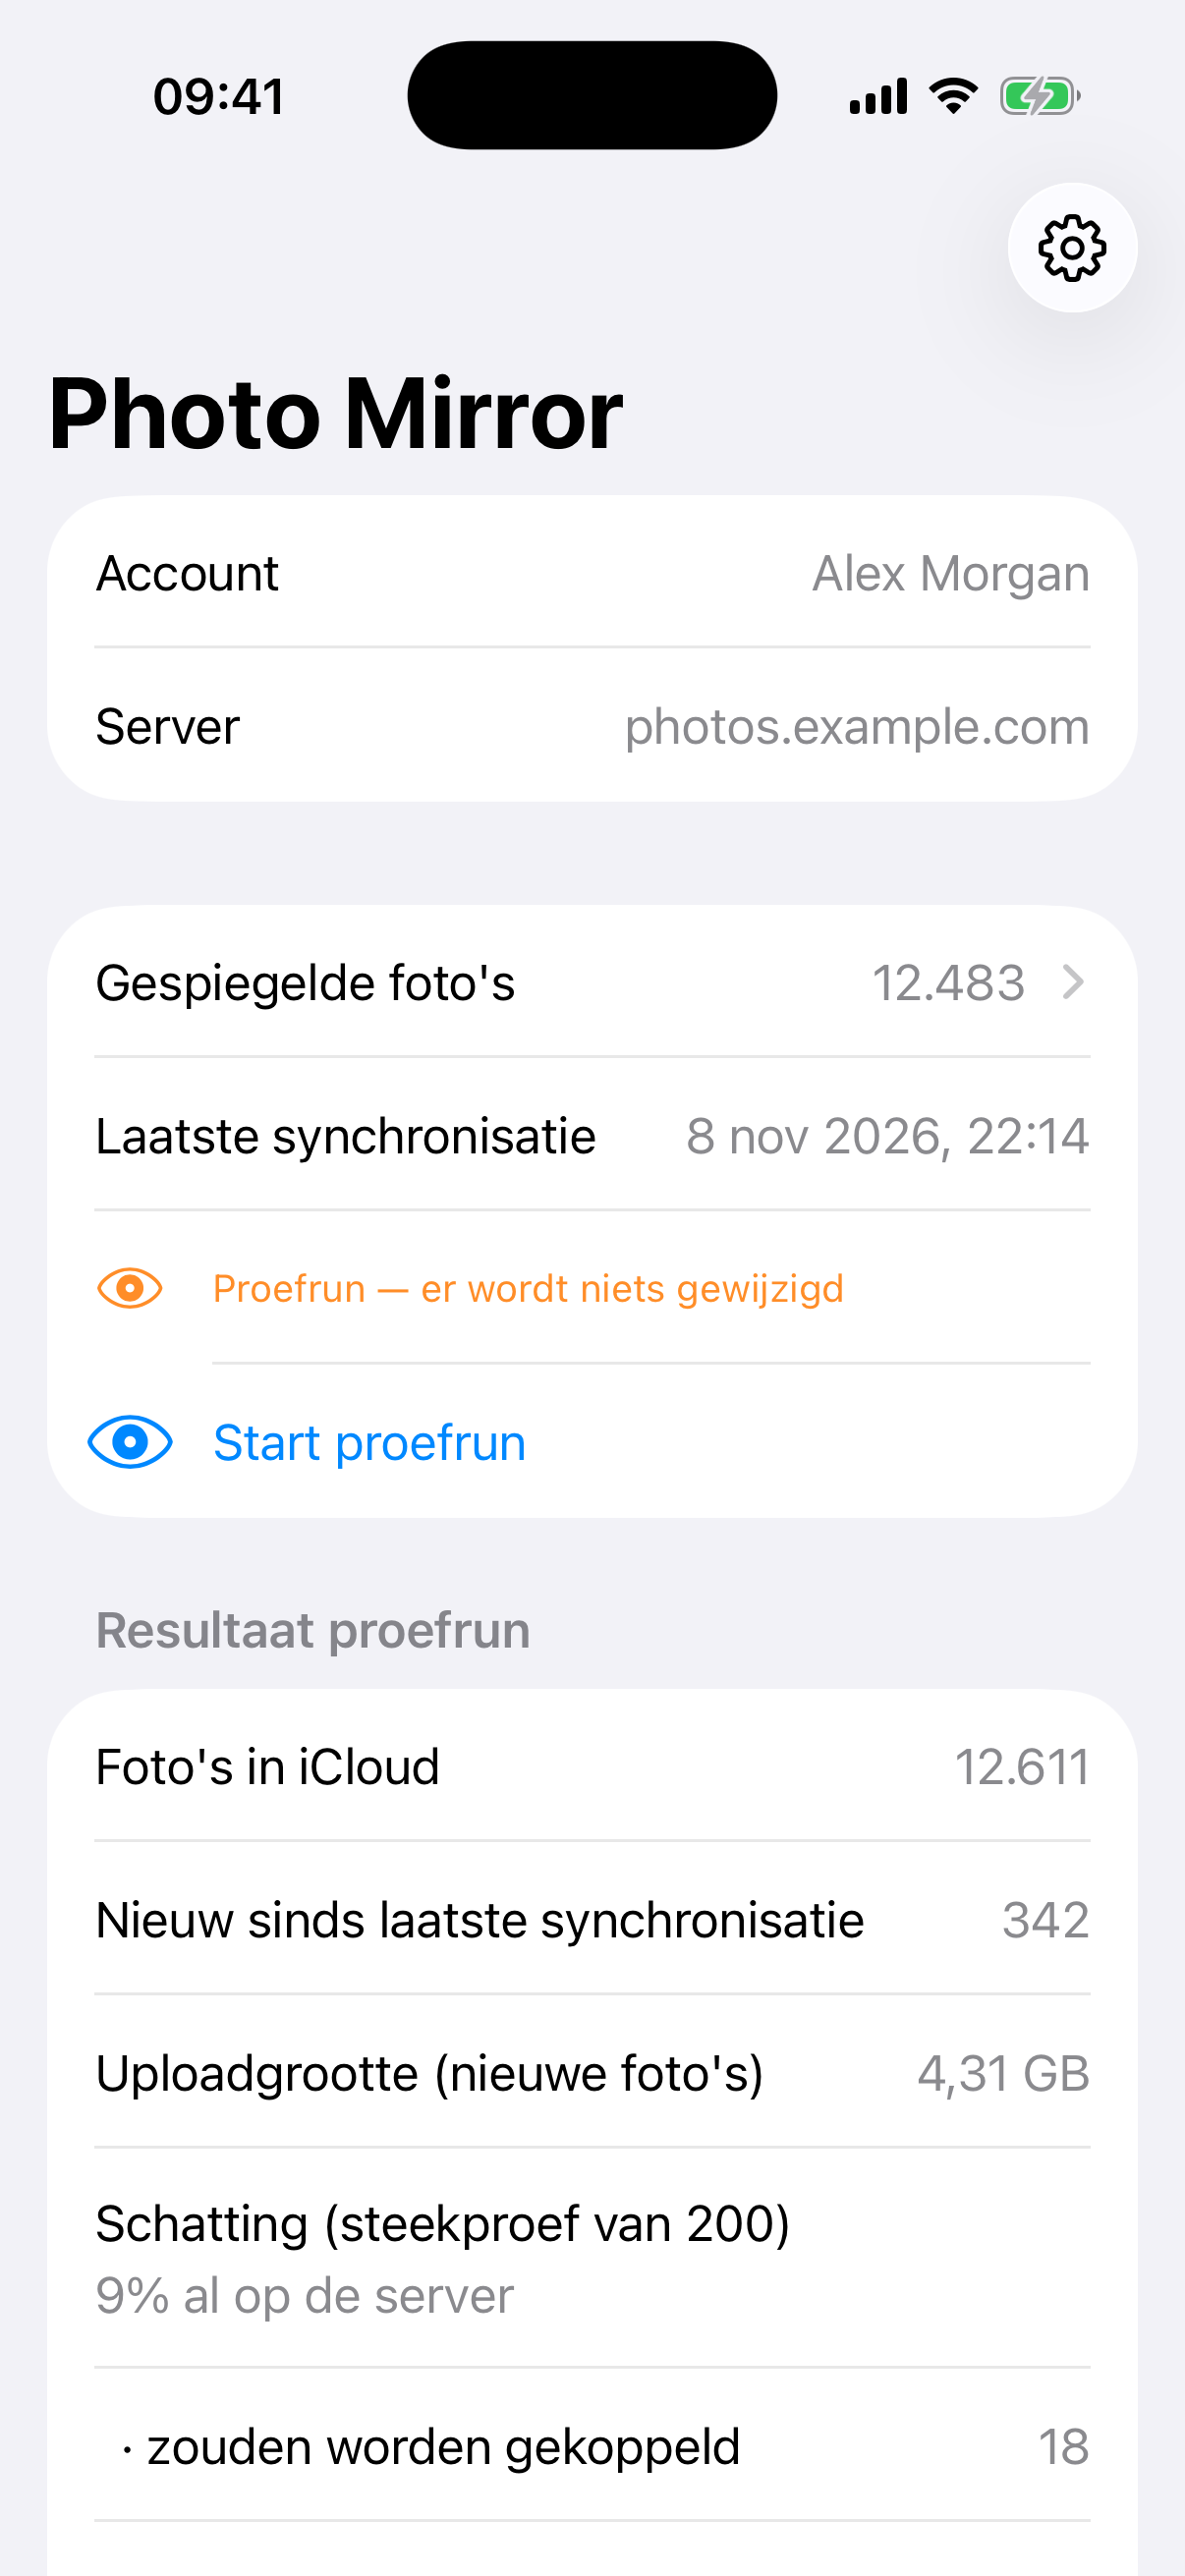 09:41
Photo Mirror
Account Alex Morgan
Server photos.example.com
Gespiegelde foto's 12.483
Laatste synchronisatie 8 nov 2026, 22:14
Proefrun — er wordt niets gewijzigd
Start proefrun
Resultaat proefrun
Foto's in iCloud 12.611
Nieuw sinds laatste synchronisatie 342
Uploadgrootte (nieuwe foto's) 4,31 GB
Schatting (steekproef van 200)
9% al op de server
· zouden worden gekoppeld 18